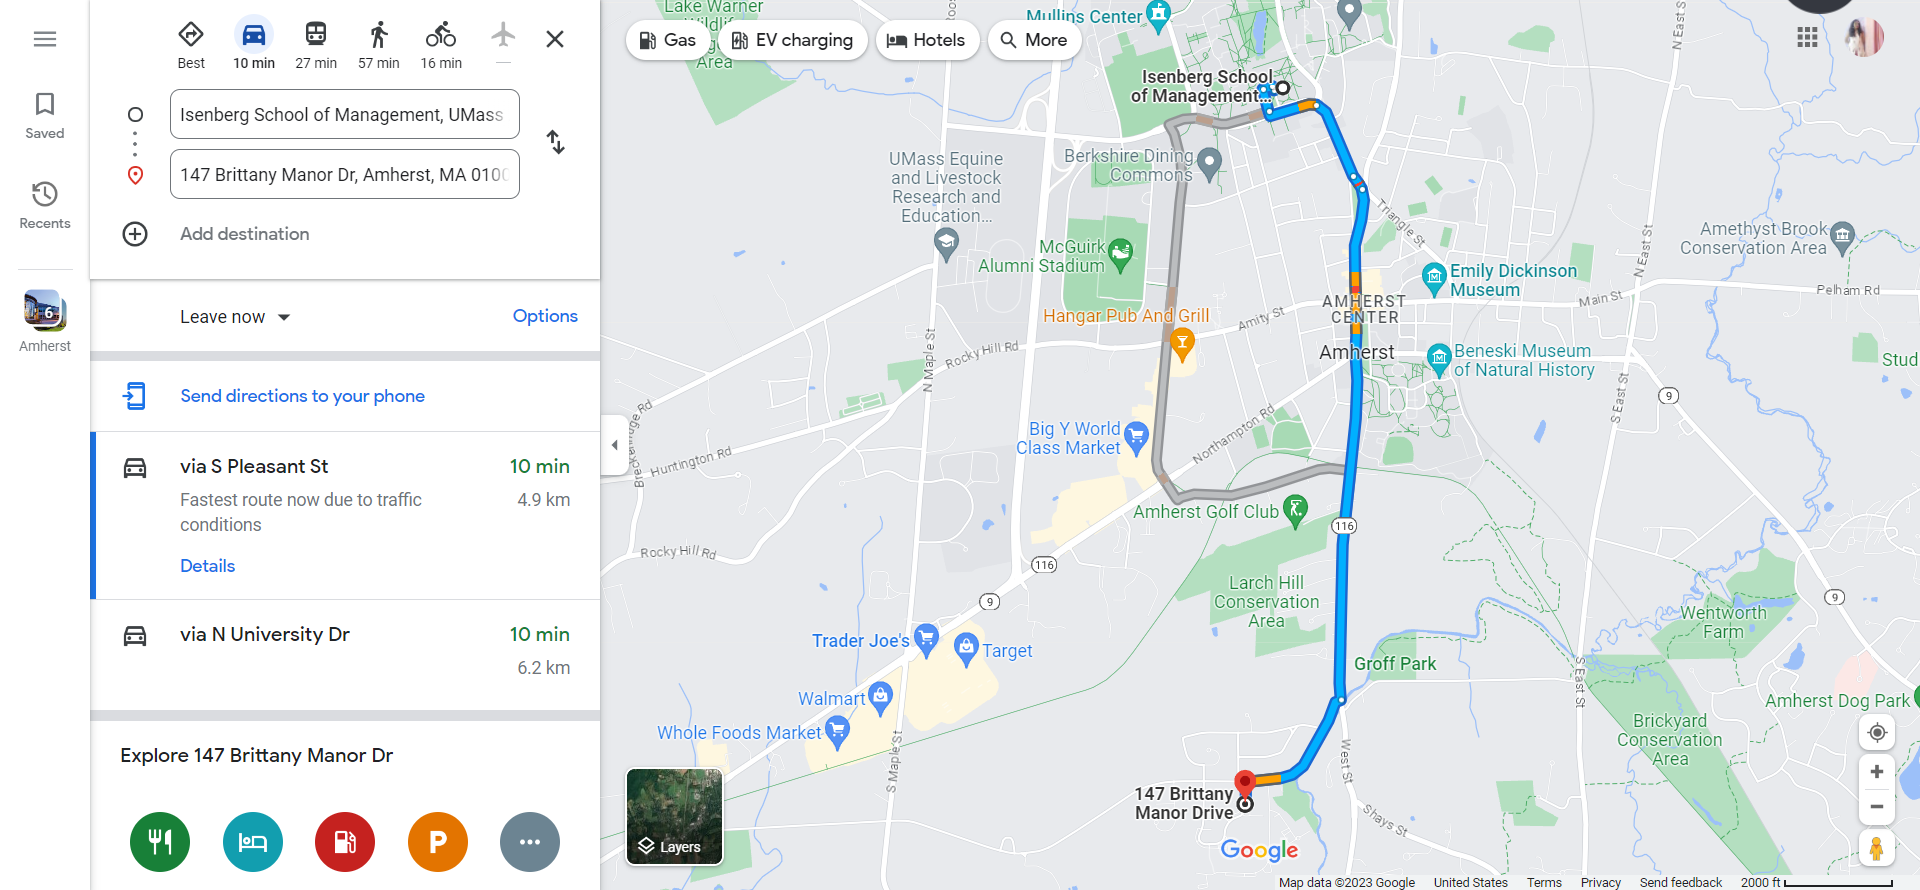 Best
10 min
27 min
57 min
16 min
Isenberg School of Management, UMass
147 Brittany Manor Dr, Amherst, MA
Add destination
Saved
Recents
6
Amherst
Leave now
Options
Send directions to your phone
via S Pleasant St
10 min
Fastest route now due to traffic
conditions
4.9 km
Details
via N University Dr
10 min
6.2 km
Explore 147 Brittany Manor Dr
P
Gas
EV charging
Hotels
More
Lake Warner
Area
Mullins Center
Isenberg School
of Management...
UMass Equine
and Livestock
Research and
Education...
Berkshire Dining
Commons
McGuirk
Alumni Stadium
Triangle St
N East St
N East St
Amethyst Brook
Conservation Area
Emily Dickinson
Museum
AMHERST
CENTER
Main St
Pelham Rd
Hangar Pub And Grill
Amity St
Rocky Hill Rd
N Maple St
Amherst
Beneski Museum
of Natural History
Stud
S East St
9
Big Y World
Class Market
Northampton Rd
Huntington Rd
Amherst Golf Club
116
Rocky Hill Rd
116
9
Larch Hill
Conservation
Area
9
Wentworth
Farm
Trader Joe's
Target
Groff Park
S East St
Walmart
Whole Foods Market
S Maple St
Amherst Dog Park
Brickyard
Conservation
Area
West St
147 Brittany
Manor Drive
Shays St
Layers
Google
Map data ©2023 Google
United States
Terms
Privacy
Send feedback
2000 ft